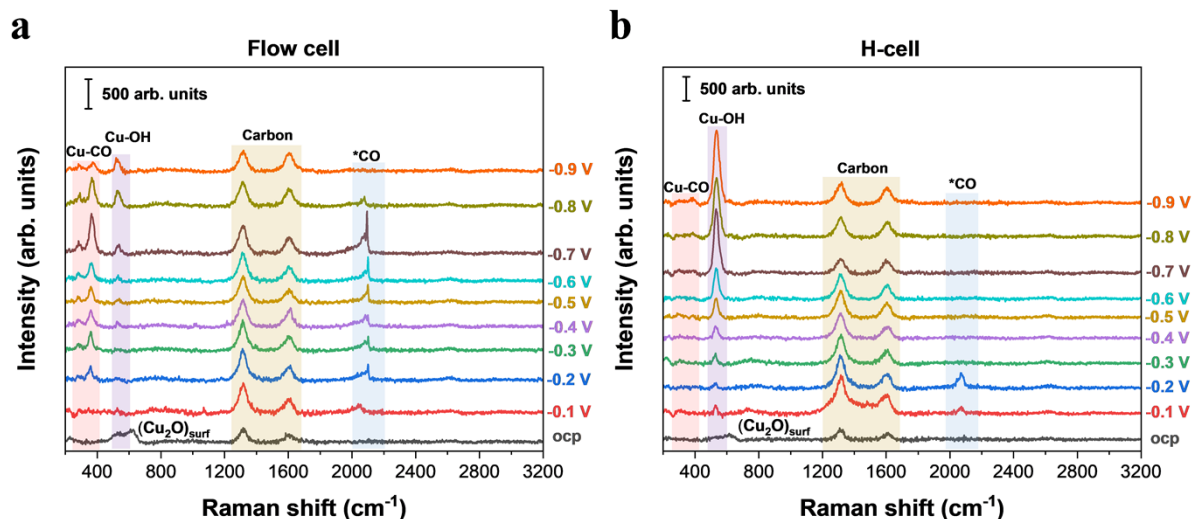 a
Flow cell
500 arb. units
Cu-OH
Cu-CO
Carbon
*CO
-0.9 V
-0.8 V
-0.7 V
-0.6 V
-0.5 V
-0.4 V
-0.3 V
-0.2 V
-0.1 V
(Cu₂O)surf
ocp
Intensity (arb. units)
400 800 1200 1600 2000 2400 2800 3200
Raman shift (cm⁻¹)
b
H-cell
500 arb. units
Cu-OH
Cu-CO
Carbon
*CO
-0.9 V
-0.8 V
-0.7 V
-0.6 V
-0.5 V
-0.4 V
-0.3 V
-0.2 V
-0.1 V
(Cu₂O)surf
ocp
Intensity (arb. units)
400 800 1200 1600 2000 2400 2800 3200
Raman shift (cm⁻¹)